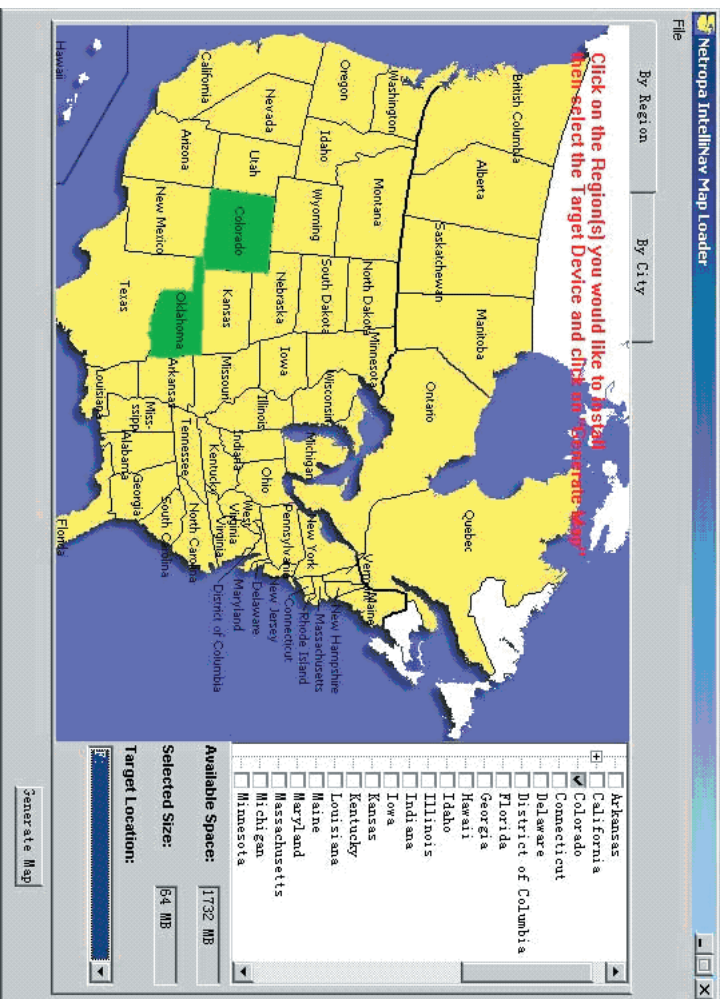 Netropa IntelliNav Map Loader
File
By Region
By City
Click on the Region(s) you would like to install
then select the Target Device and click on "Generate Map"
British Columbia
Alberta
Saskatchewan
Manitoba
Ontario
Quebec
Washington
Montana
North Dakota
Minnesota
Oregon
Idaho
Wyoming
South Dakota
Wisconsin
Michigan
New York
Vermont
Maine
New Hampshire
Massachusetts
Rhode Island
Connecticut
New Jersey
Delaware
Maryland
District of Columbia
Nevada
Utah
Colorado
Nebraska
Iowa
Illinois
Indiana
Ohio
Pennsylvania
California
Arizona
New Mexico
Kansas
Missouri
Kentucky
West
Virginia
Virginia
Oklahoma
Arkansas
Tennessee
North Carolina
South Carolina
Texas
Louisiana
Miss-
issippi
Alabama
Georgia
Florida
Hawaii
Arkansas
California
Colorado
Connecticut
Delaware
District of Columbia
Florida
Georgia
Hawaii
Idaho
Illinois
Indiana
Iowa
Kansas
Kentucky
Louisiana
Maine
Maryland
Massachusetts
Michigan
Minnesota
Available Space: 1732 MB
Selected Size: 64 MB
Target Location:
Generate Map